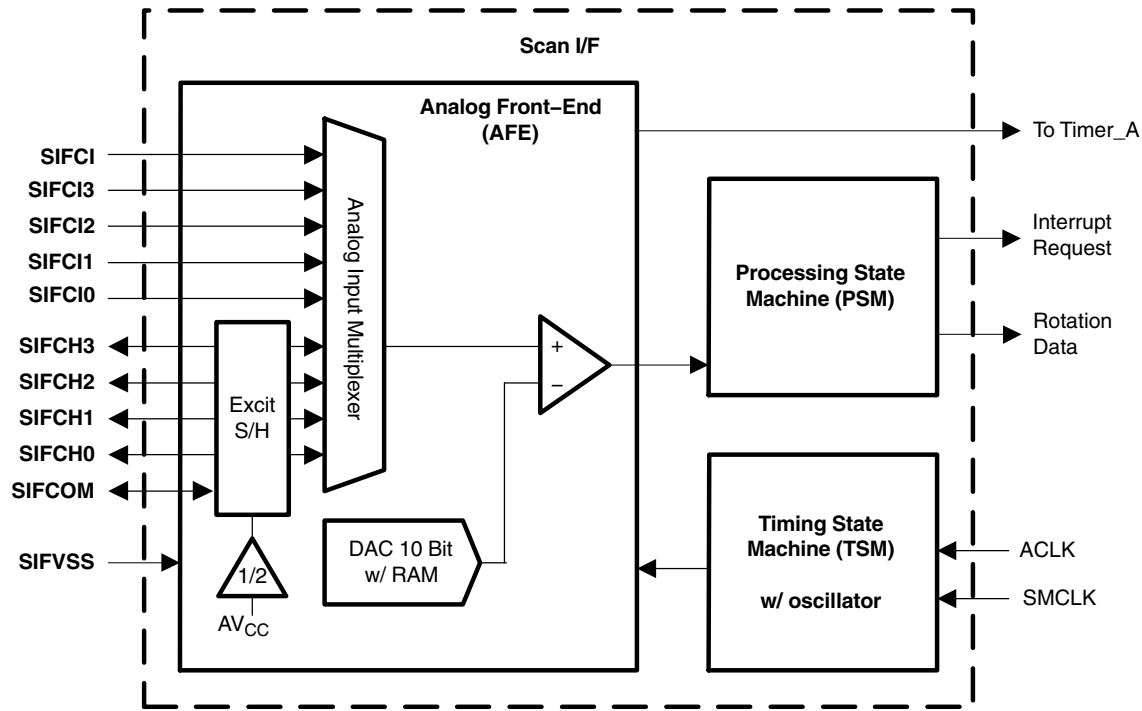 Scan I/F
Analog Front–End
(AFE)
To Timer_A
SIFCI
SIFCI3
SIFCI2
SIFCI1
SIFCI0
SIFCH3
SIFCH2
SIFCH1
SIFCH0
SIFCOM
SIFVSS
Analog Input Multiplexer
Excit
S/H
1/2
AVCC
DAC 10 Bit
w/ RAM
+
−
Processing State
Machine (PSM)
Interrupt
Request
Rotation
Data
Timing State
Machine (TSM)
w/ oscillator
ACLK
SMCLK